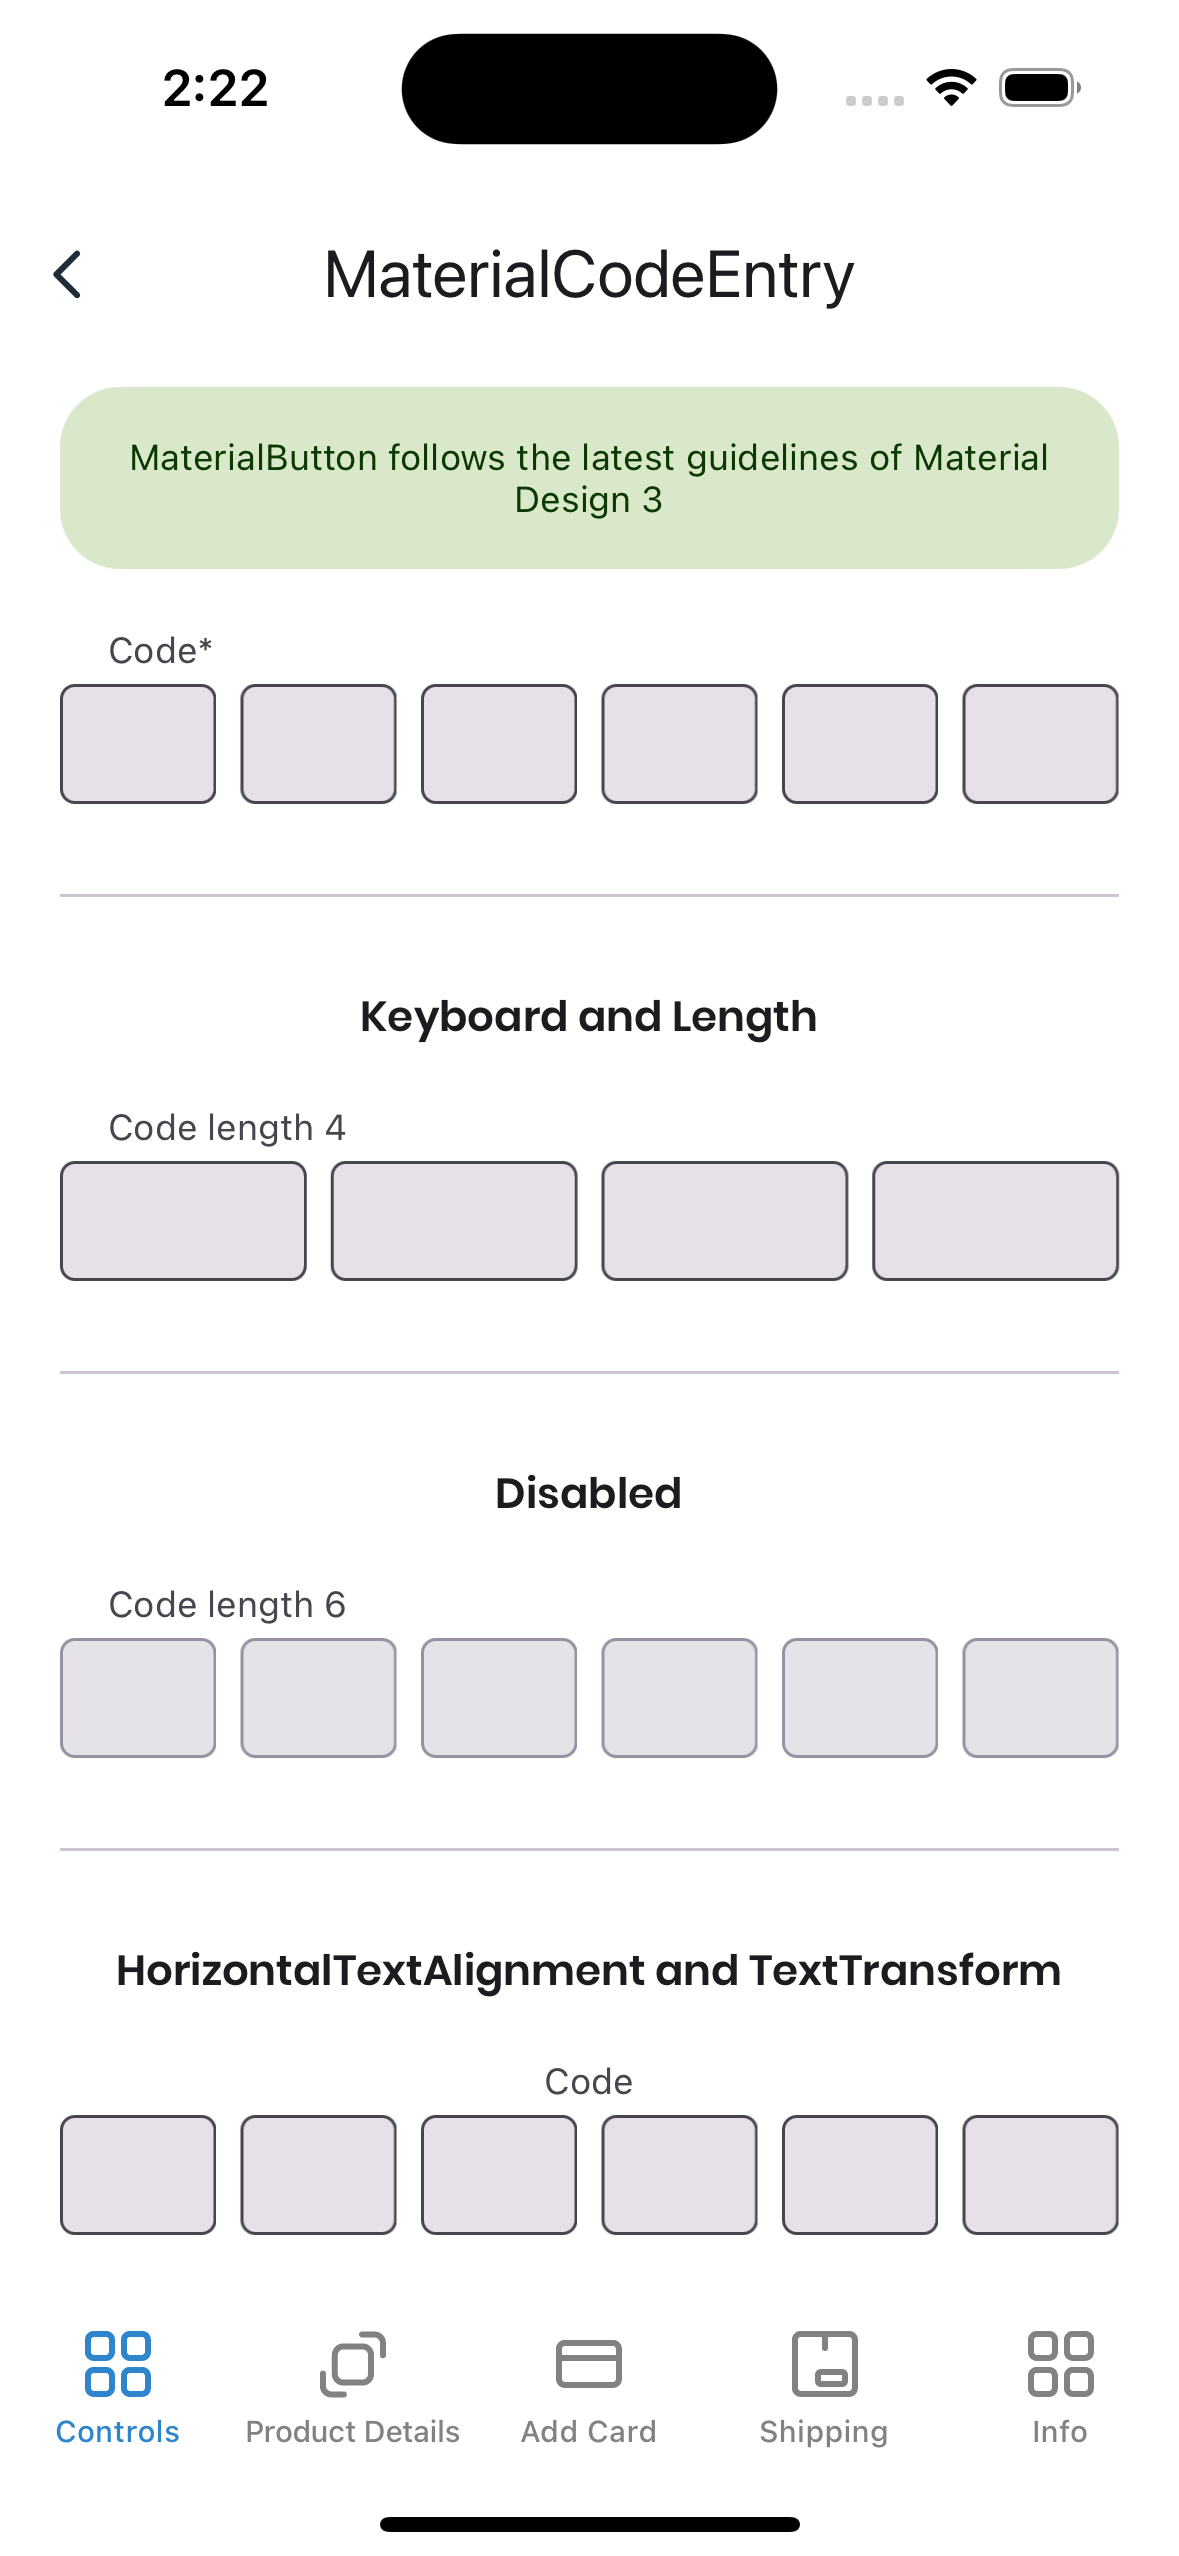 2:22
MaterialCodeEntry
MaterialButton follows the latest guidelines of Material
Design 3
Code*
Keyboard and Length
Code length 4
Disabled
Code length 6
HorizontalTextAlignment and TextTransform
Code
Controls
Product Details
Add Card
Shipping
Info